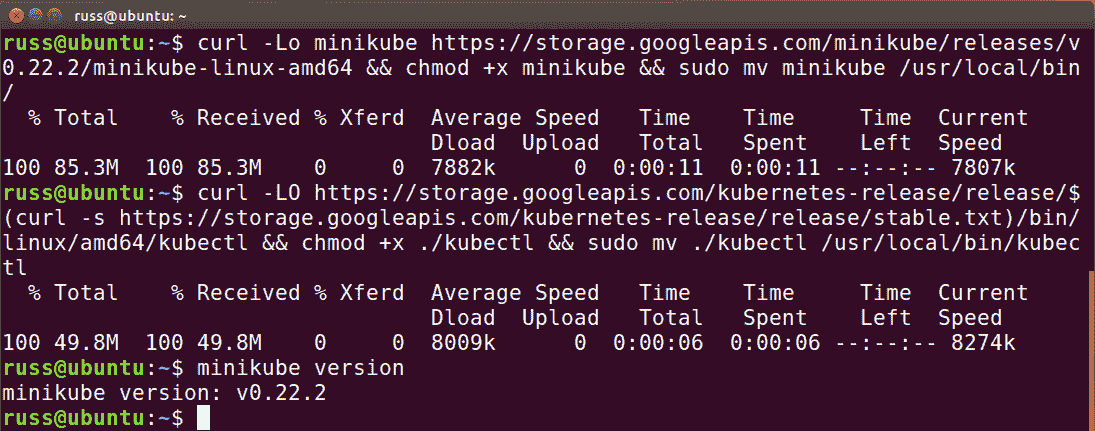 russ@ubuntu: ~
russ@ubuntu:~$ curl -Lo minikube https://storage.googleapis.com/minikube/releases/v
0.22.2/minikube-linux-amd64 && chmod +x minikube && sudo mv minikube /usr/local/bin
/
  % Total    % Received % Xferd  Average Speed   Time    Time     Time  Current
                                 Dload  Upload   Total   Spent    Left  Speed
100 85.3M  100 85.3M    0     0  7882k      0  0:00:11  0:00:11 --:--:-- 7807k
russ@ubuntu:~$ curl -LO https://storage.googleapis.com/kubernetes-release/release/$
(curl -s https://storage.googleapis.com/kubernetes-release/release/stable.txt)/bin/
linux/amd64/kubectl && chmod +x ./kubectl && sudo mv ./kubectl /usr/local/bin/kubec
tl
  % Total    % Received % Xferd  Average Speed   Time    Time     Time  Current
                                 Dload  Upload   Total   Spent    Left  Speed
100 49.8M  100 49.8M    0     0  8009k      0  0:00:06  0:00:06 --:--:-- 8274k
russ@ubuntu:~$ minikube version
minikube version: v0.22.2
russ@ubuntu:~$